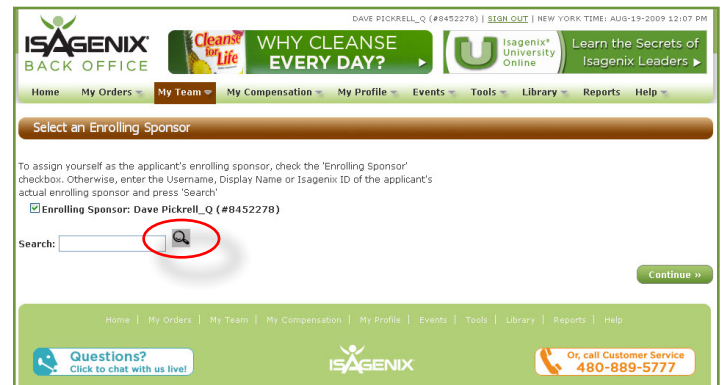 DAVE PICKRELL_Q (#8452278) | SIGN OUT | NEW YORK TIME: AUG-19-2009 12:07 PM
ISAGENIX
BACK OFFICE
Cleanse For Life
WHY CLEANSE
EVERY DAY?
Isagenix®
University
Online
Learn the Secrets of
Isagenix Leaders
Home My Orders My Team My Compensation My Profile Events Tools Library Reports Help
Select an Enrolling Sponsor
To assign yourself as the applicant's enrolling sponsor, check the 'Enrolling Sponsor'
checkbox. Otherwise, enter the Username, Display Name or Isagenix ID of the applicant's
actual enrolling sponsor and press 'Search'
Enrolling Sponsor: Dave Pickrell_Q (#8452278)
Search:
Continue »
Home | My Orders | My Team | My Compensation | My Profile | Events | Tools | Library | Reports | Help
Questions?
Click to chat with us live!
ISAGENIX
Or, call Customer Service
480-889-5777